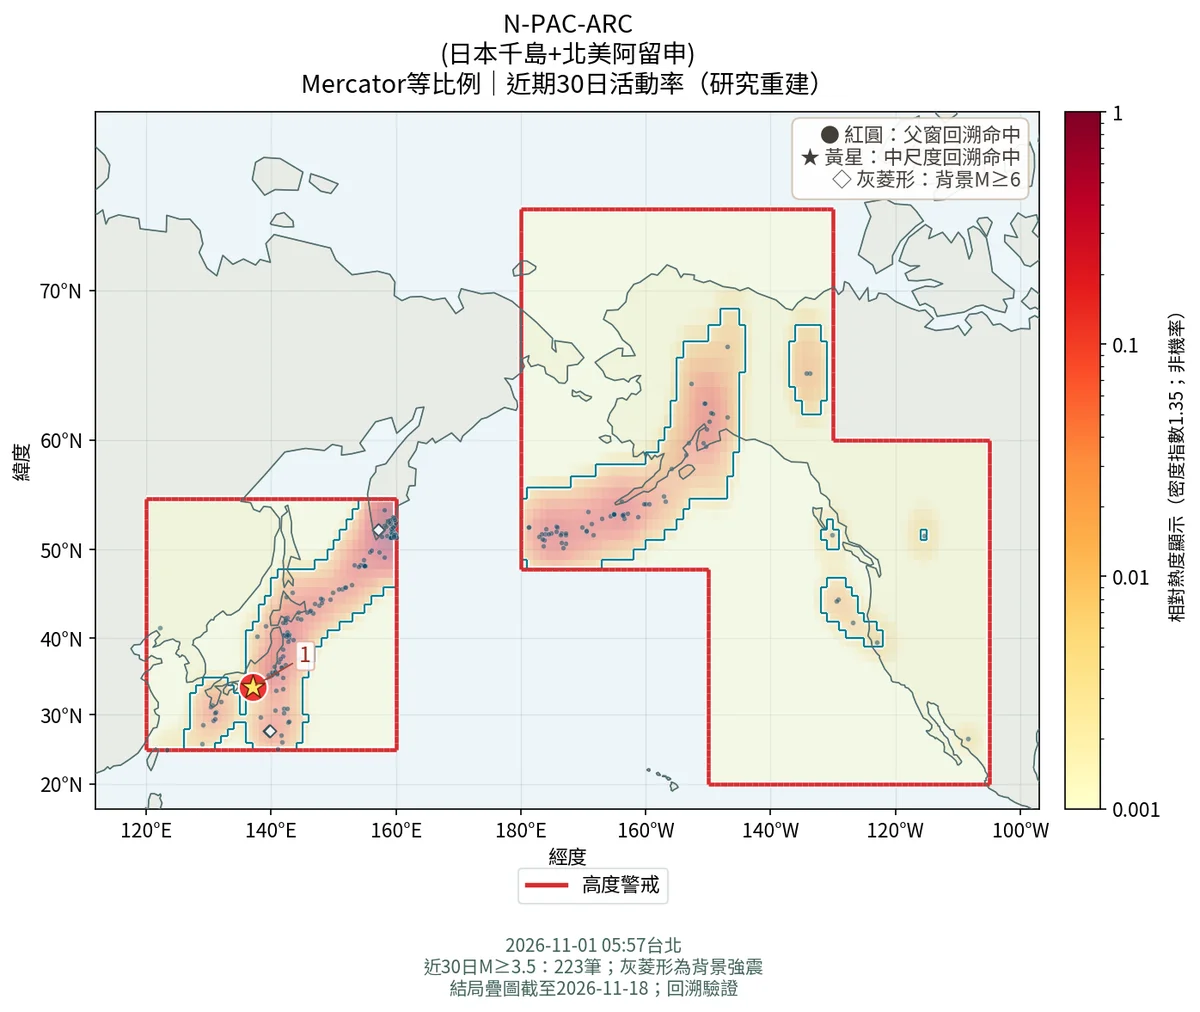 N-PAC-ARC
(日本千島+北美阿留申)
Mercator等比例｜近期30日活動率（研究重建）
● 紅圓：父窗回溯命中
★ 黃星：中尺度回溯命中
◇ 灰菱形：背景M≥6
70°N
60°N
50°N
40°N
30°N
20°N
緯度
1
120°E
140°E
160°E
180°E
160°W
140°W
120°W
100°W
經度
1
0.1
0.01
0.001
相對熱度顯示（密度指數1.35；非機率）
高度警戒
2026-11-01 05:57台北
近30日M≥3.5：223筆；灰菱形為背景強震
結局疊圖截至2026-11-18；回溯驗證